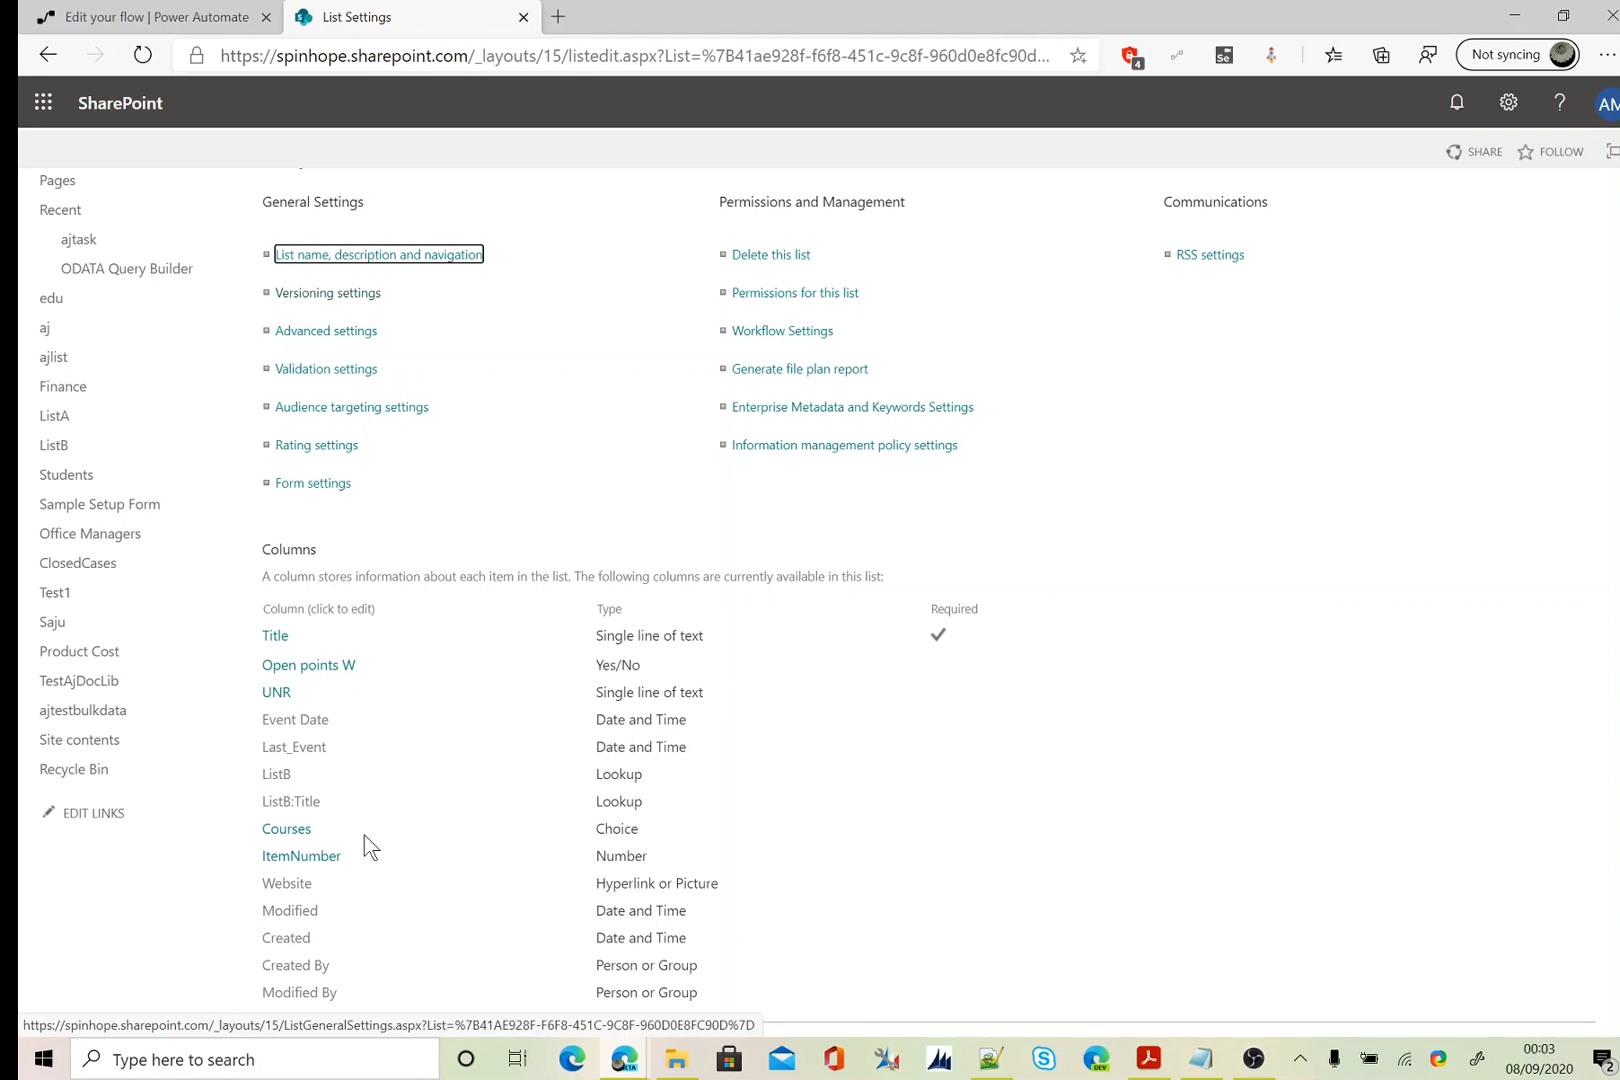 Edit your flow | Power Automate
List Settings
https://spinhope.sharepoint.com/_layouts/15/listedit.aspx?List=%7B41ae928f-f6f8-451c-9c8f-960d0e8fc90d...
4
Se
Not syncing
SharePoint
?
AM
SHARE
FOLLOW
Pages
Recent
ajtask
ODATA Query Builder
edu
aj
ajlist
Finance
ListA
ListB
Students
Sample Setup Form
Office Managers
ClosedCases
Test1
Saju
Product Cost
TestAjDocLib
ajtestbulkdata
Site contents
Recycle Bin
EDIT LINKS
General Settings
List name, description and navigation
Versioning settings
Advanced settings
Validation settings
Audience targeting settings
Rating settings
Form settings
Permissions and Management
Delete this list
Permissions for this list
Workflow Settings
Generate file plan report
Enterprise Metadata and Keywords Settings
Information management policy settings
Communications
RSS settings
Columns
A column stores information about each item in the list. The following columns are currently available in this list:
Column (click to edit) Type Required
Title Single line of text
Open points W Yes/No
UNR Single line of text
Event Date Date and Time
Last_Event Date and Time
ListB Lookup
ListB:Title Lookup
Courses Choice
ItemNumber Number
Website Hyperlink or Picture
Modified Date and Time
Created Date and Time
Created By Person or Group
Modified By Person or Group
https://spinhope.sharepoint.com/_layouts/15/ListGeneralSettings.aspx?List=%7B41AE928F-F6F8-451C-9C8F-960D0E8FC90D%7D
Type here to search
BETA
DEV
00:03
08/09/2020
2